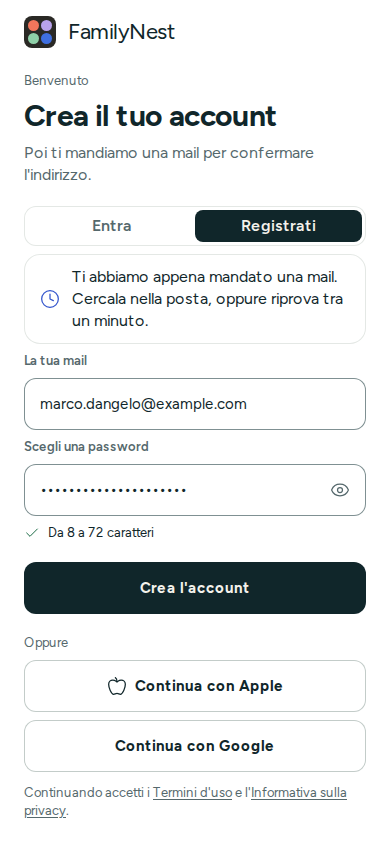 FamilyNest
Benvenuto
Crea il tuo account
Poi ti mandiamo una mail per confermare
l'indirizzo.
Entra
Registrati
Ti abbiamo appena mandato una mail.
Cercala nella posta, oppure riprova tra
un minuto.
La tua mail
marco.dangelo@example.com
Scegli una password
•••••••••••••••••••••
Da 8 a 72 caratteri
Crea l'account
Oppure
Continua con Apple
Continua con Google
Continuando accetti i Termini d'uso e l'Informativa sulla
privacy.